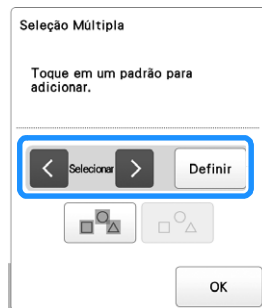 Seleção Múltipla
Toque em um padrão para
adicionar.
Selecionar
Definir
OK